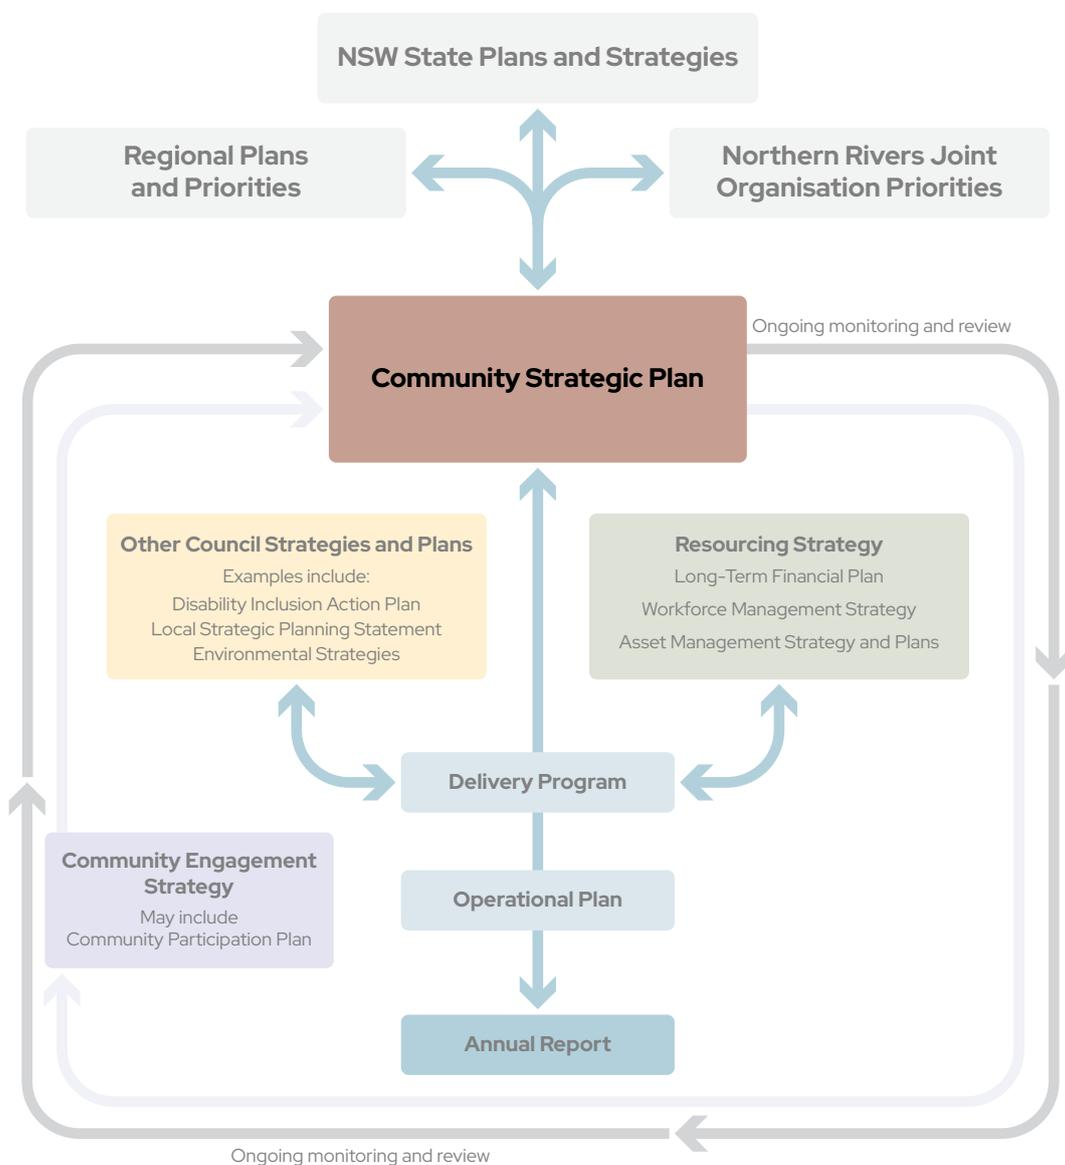 NSW State Plans and Strategies
Regional Plans
and Priorities
Northern Rivers Joint
Organisation Priorities
Ongoing monitoring and review
Community Strategic Plan
Other Council Strategies and Plans
Examples include:
Disability Inclusion Action Plan
Local Strategic Planning Statement
Environmental Strategies
Resourcing Strategy
Long-Term Financial Plan
Workforce Management Strategy
Asset Management Strategy and Plans
Delivery Program
Community Engagement
Strategy
May include
Community Participation Plan
Operational Plan
Annual Report
Ongoing monitoring and review